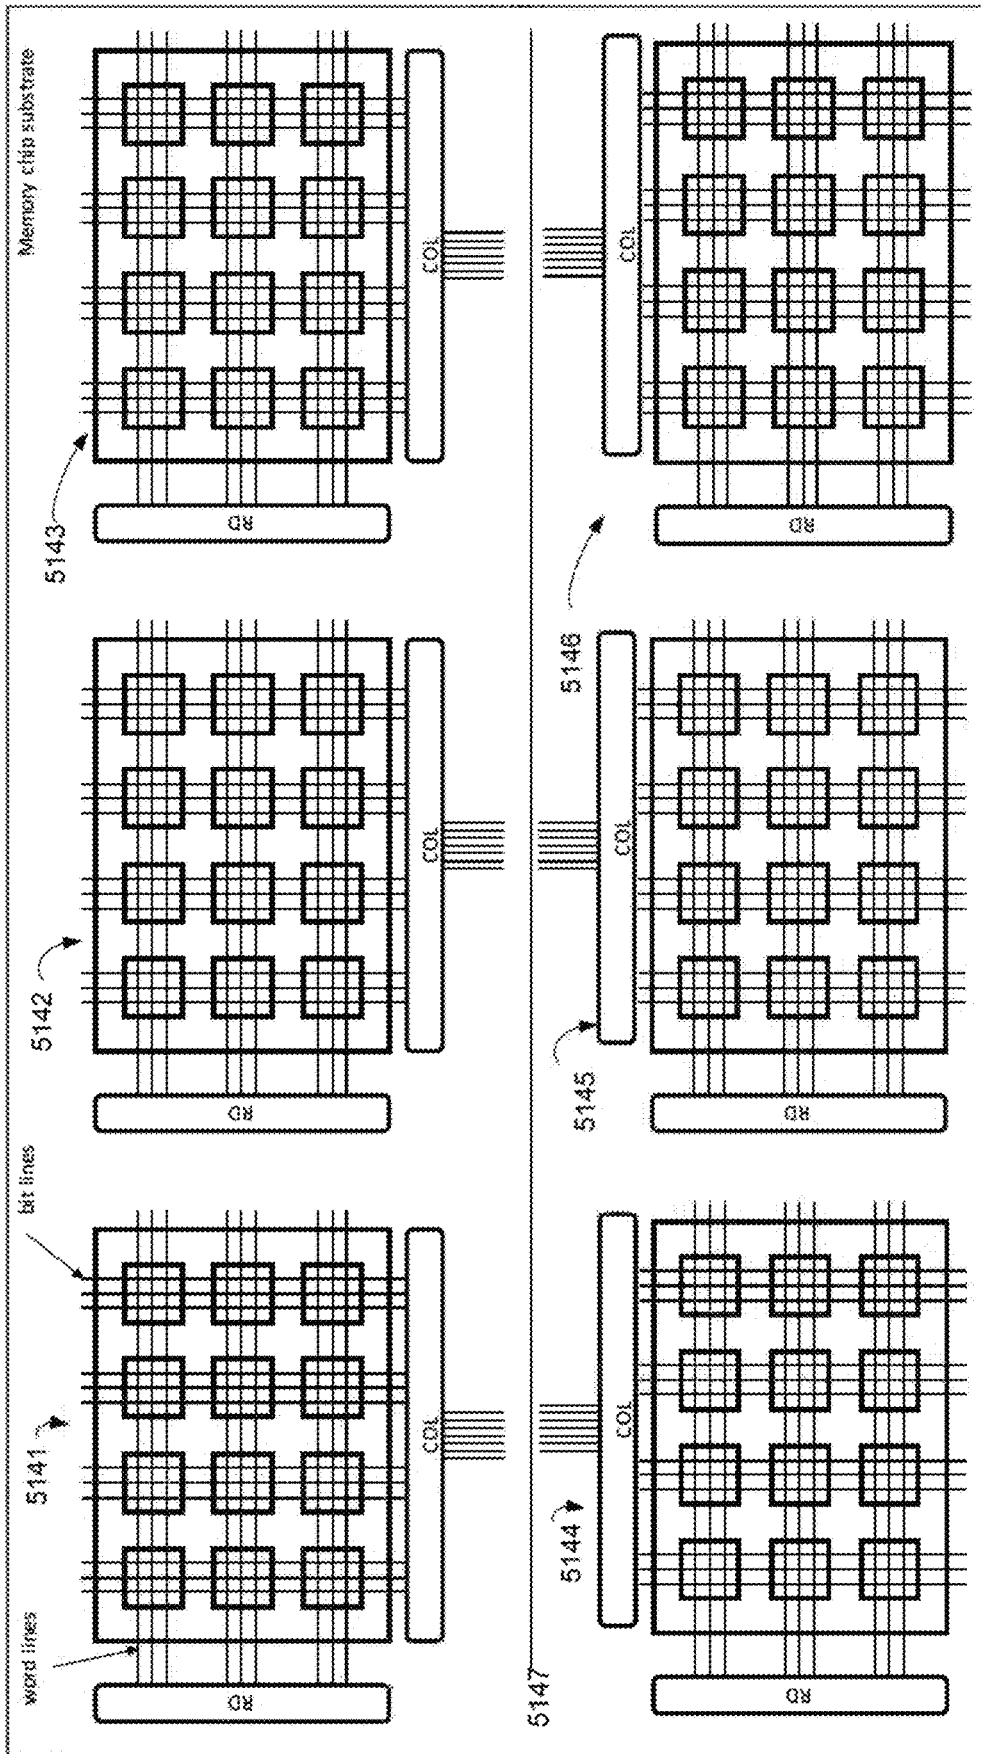 word lines
bit lines
Memory chip substrate
5141
5142
5143
RD
RD
RD
COL
COL
COL
5147
5144
5145
5146
COL
COL
COL
RD
RD
RD